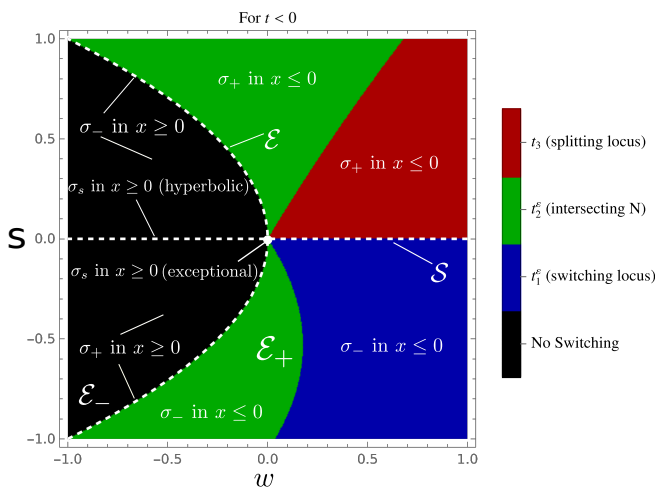 For t < 0
1.0
0.5
0.0
−0.5
−1.0
S
σ₊ in x ≤ 0
σ₋ in x ≥ 0
ℰ
σ₊ in x ≤ 0
σₛ in x ≥ 0 (hyperbolic)
σₛ in x ≥ 0 (exceptional)
𝒮
σ₊ in x ≥ 0
ℰ₊
σ₋ in x ≤ 0
ℰ₋
σ₋ in x ≤ 0
−1.0 −0.5 0.0 0.5 1.0
w
t₃ (splitting locus)
t₂ᵉ (intersecting N)
t₁ᵉ (switching locus)
No Switching